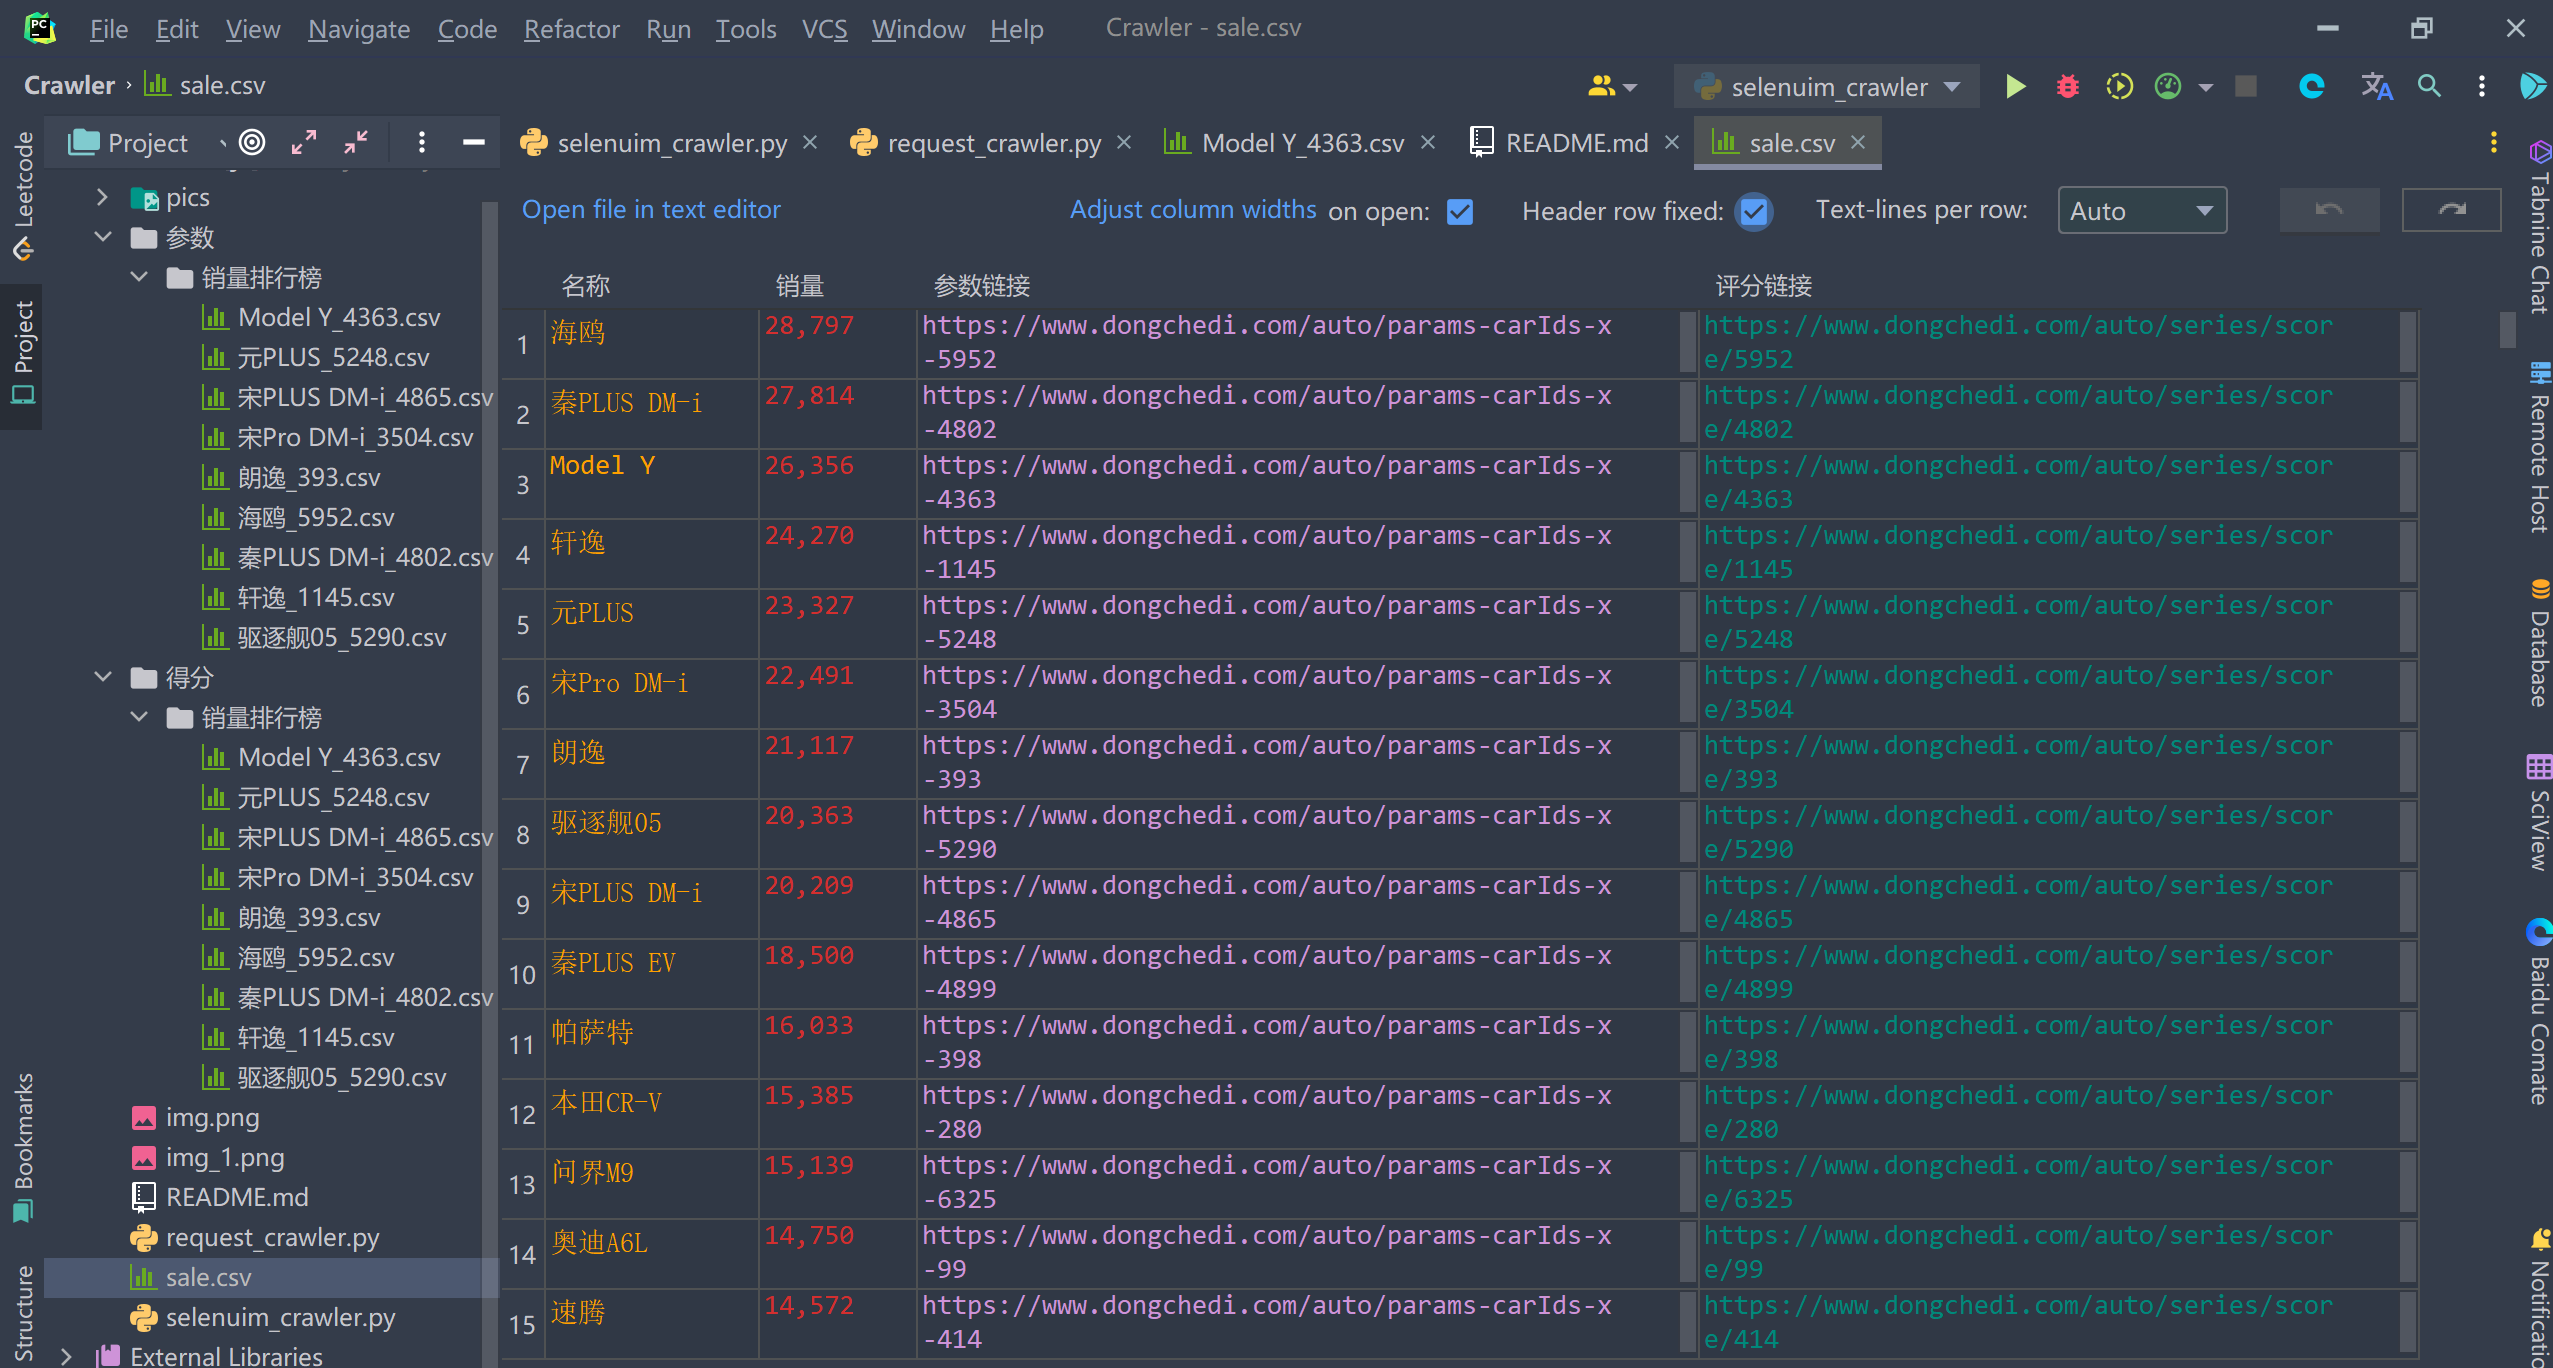 File Edit View Navigate Code Refactor Run Tools VCS Window Help Crawler - sale.csv
Crawler › sale.csv
selenuim_crawler
Project
selenuim_crawler.py
request_crawler.py
Model Y_4363.csv
README.md
sale.csv
Leetcode
Project
Bookmarks
Structure
pics
参数
销量排行榜
Model Y_4363.csv
元PLUS_5248.csv
宋PLUS DM-i_4865.csv
宋Pro DM-i_3504.csv
朗逸_393.csv
海鸥_5952.csv
秦PLUS DM-i_4802.csv
轩逸_1145.csv
驱逐舰05_5290.csv
得分
销量排行榜
Model Y_4363.csv
元PLUS_5248.csv
宋PLUS DM-i_4865.csv
宋Pro DM-i_3504.csv
朗逸_393.csv
海鸥_5952.csv
秦PLUS DM-i_4802.csv
轩逸_1145.csv
驱逐舰05_5290.csv
img.png
img_1.png
README.md
request_crawler.py
sale.csv
selenuim_crawler.py
External Libraries
Open file in text editor Adjust column widths on open: Header row fixed: Text-lines per row: Auto
名称 销量 参数链接 评分链接
1 海鸥 28,797 https://www.dongchedi.com/auto/params-carIds-x https://www.dongchedi.com/auto/series/scor
-5952 e/5952
2 秦PLUS DM-i 27,814 https://www.dongchedi.com/auto/params-carIds-x https://www.dongchedi.com/auto/series/scor
-4802 e/4802
3 Model Y 26,356 https://www.dongchedi.com/auto/params-carIds-x https://www.dongchedi.com/auto/series/scor
-4363 e/4363
4 轩逸 24,270 https://www.dongchedi.com/auto/params-carIds-x https://www.dongchedi.com/auto/series/scor
-1145 e/1145
5 元PLUS 23,327 https://www.dongchedi.com/auto/params-carIds-x https://www.dongchedi.com/auto/series/scor
-5248 e/5248
6 宋Pro DM-i 22,491 https://www.dongchedi.com/auto/params-carIds-x https://www.dongchedi.com/auto/series/scor
-3504 e/3504
7 朗逸 21,117 https://www.dongchedi.com/auto/params-carIds-x https://www.dongchedi.com/auto/series/scor
-393 e/393
8 驱逐舰05 20,363 https://www.dongchedi.com/auto/params-carIds-x https://www.dongchedi.com/auto/series/scor
-5290 e/5290
9 宋PLUS DM-i 20,209 https://www.dongchedi.com/auto/params-carIds-x https://www.dongchedi.com/auto/series/scor
-4865 e/4865
10 秦PLUS EV 18,500 https://www.dongchedi.com/auto/params-carIds-x https://www.dongchedi.com/auto/series/scor
-4899 e/4899
11 帕萨特 16,033 https://www.dongchedi.com/auto/params-carIds-x https://www.dongchedi.com/auto/series/scor
-398 e/398
12 本田CR-V 15,385 https://www.dongchedi.com/auto/params-carIds-x https://www.dongchedi.com/auto/series/scor
-280 e/280
13 问界M9 15,139 https://www.dongchedi.com/auto/params-carIds-x https://www.dongchedi.com/auto/series/scor
-6325 e/6325
14 奥迪A6L 14,750 https://www.dongchedi.com/auto/params-carIds-x https://www.dongchedi.com/auto/series/scor
-99 e/99
15 速腾 14,572 https://www.dongchedi.com/auto/params-carIds-x https://www.dongchedi.com/auto/series/scor
-414 e/414
Tabnine Chat
Remote Host
Database
SciView
Baidu Comate
Notificatio